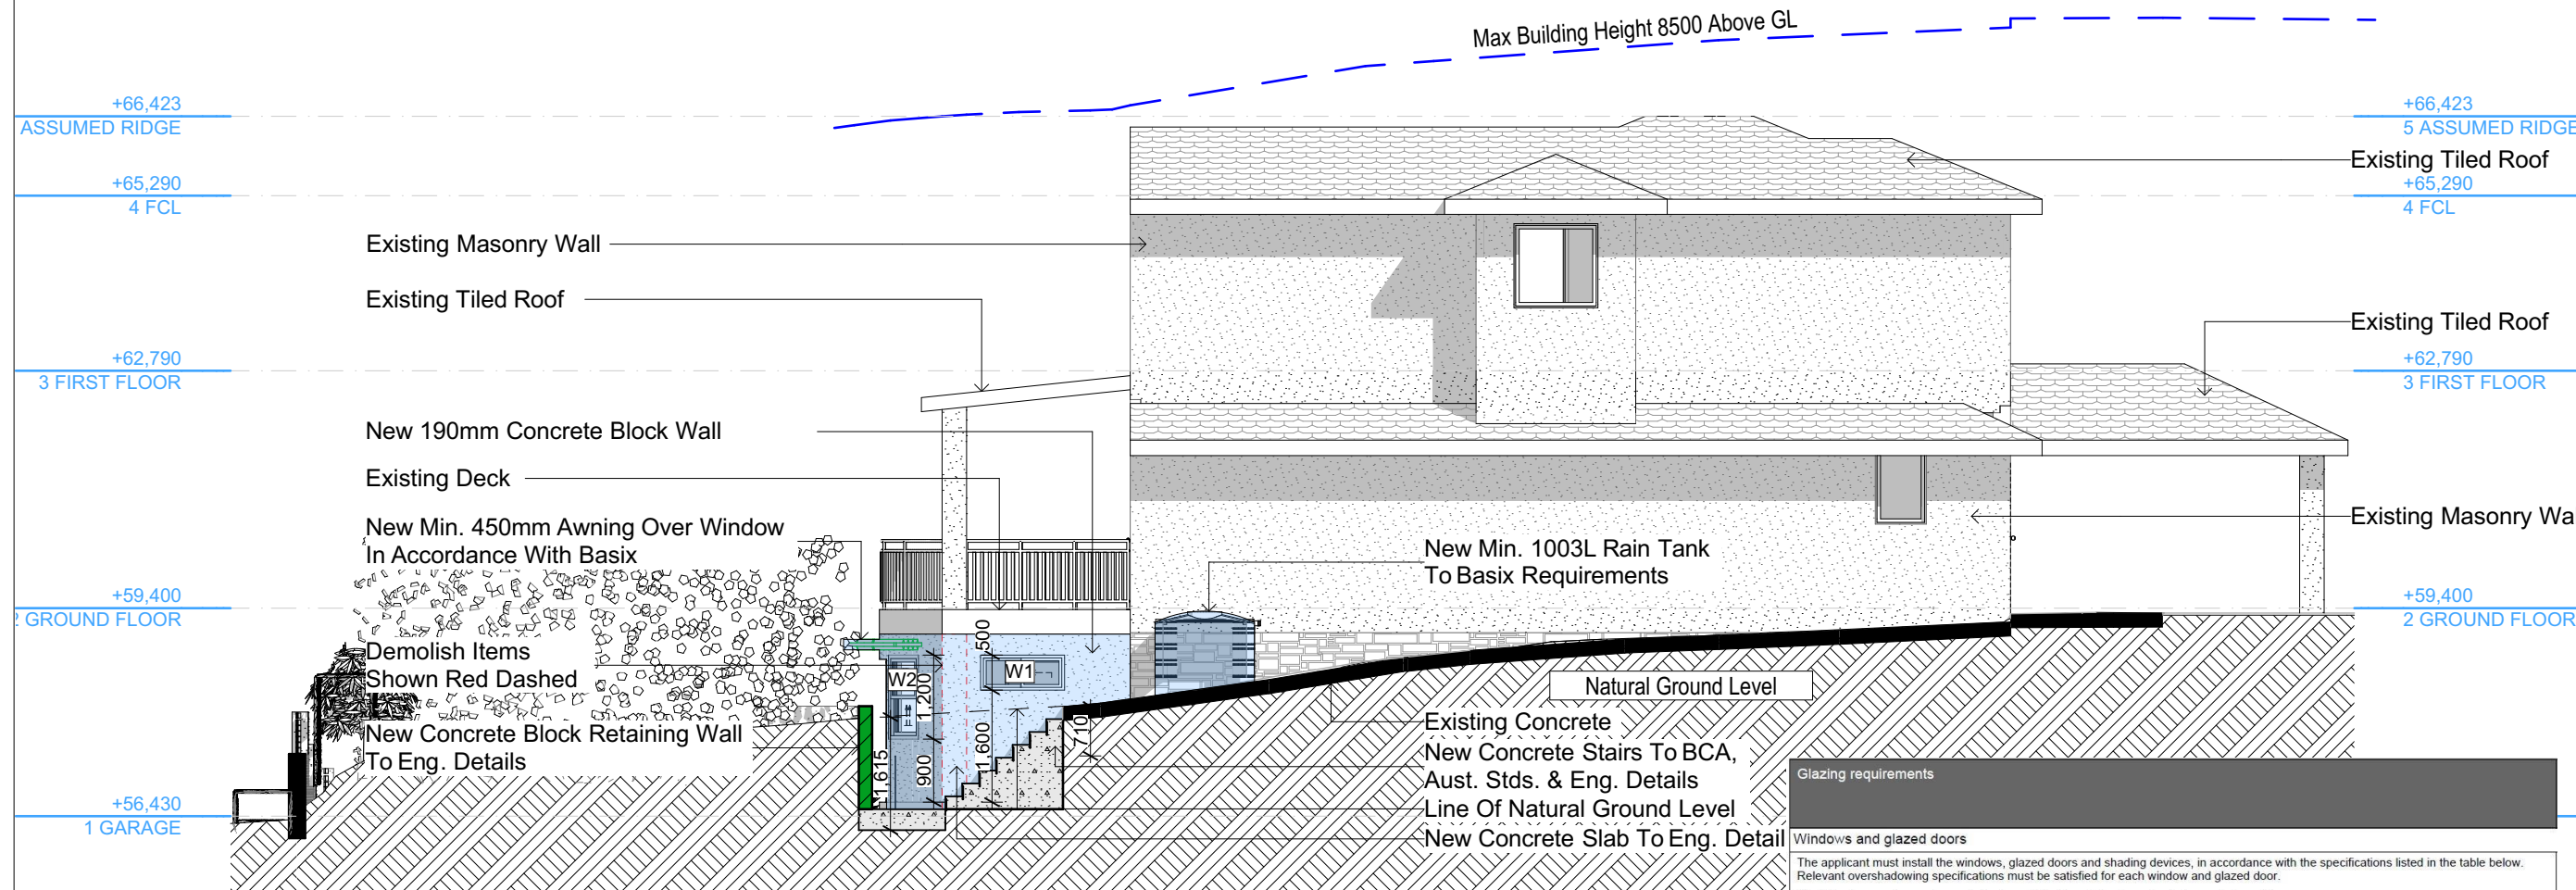 Max Building Height 8500 Above GL
+66,423
ASSUMED RIDGE
+66,423
5 ASSUMED RIDGE
Existing Tiled Roof
+65,290
4 FCL
+65,290
4 FCL
Existing Masonry Wall
Existing Tiled Roof
Existing Tiled Roof
+62,790
3 FIRST FLOOR
+62,790
3 FIRST FLOOR
New 190mm Concrete Block Wall
Existing Deck
New Min. 450mm Awning Over Window
In Accordance With Basix
Existing Masonry Wa
New Min. 1003L Rain Tank
To Basix Requirements
+59,400
2 GROUND FLOOR
+59,400
2 GROUND FLOOR
Demolish Items
Shown Red Dashed
500
W2
W1
1,200
Natural Ground Level
New Concrete Block Retaining Wall
To Eng. Details
1,615
900
1600
710
Existing Concrete
New Concrete Stairs To BCA,
Aust. Stds. & Eng. Details
Line Of Natural Ground Level
New Concrete Slab To Eng. Detail
+56,430
1 GARAGE
Glazing requirements
Windows and glazed doors
The applicant must install the windows, glazed doors and shading devices, in accordance with the specifications listed in the table below.
Relevant overshadowing specifications must be satisfied for each window and glazed door.